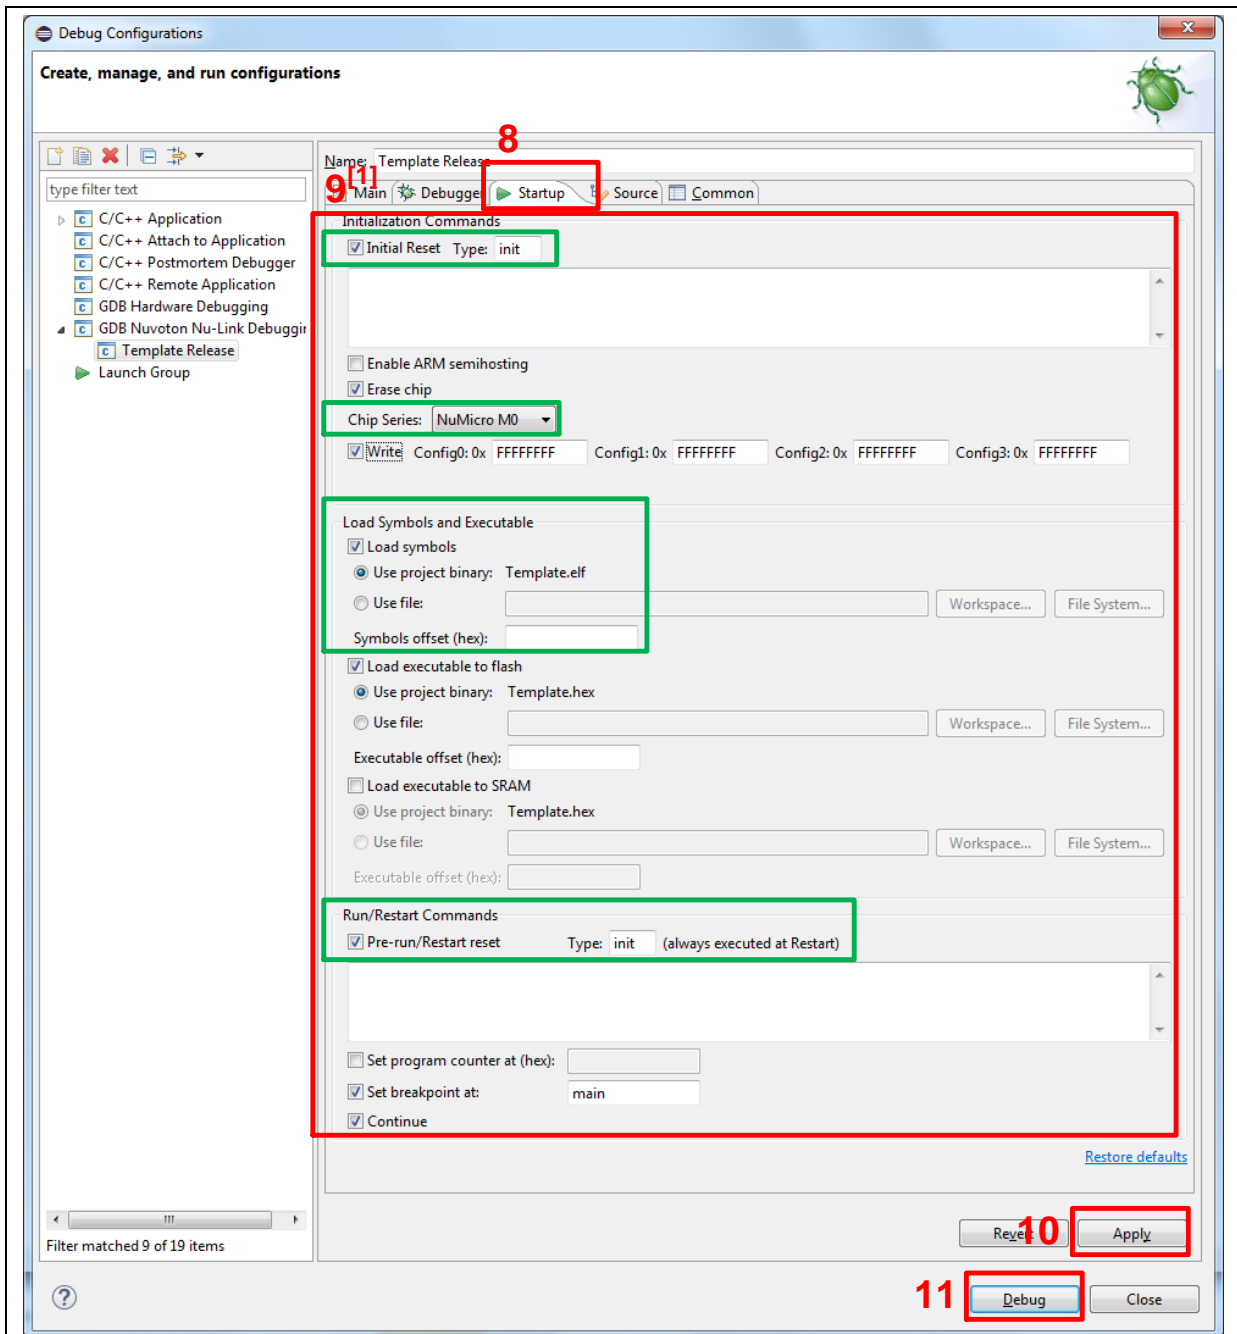 Debug Configurations
X
Create, manage, and run configurations
8
Name: Template Release
9[1]
type filter text
Main Debugger Startup Source Common
C/C++ Application
C/C++ Attach to Application
C/C++ Postmortem Debugger
C/C++ Remote Application
GDB Hardware Debugging
GDB Nuvoton Nu-Link Debuggin
Template Release
Launch Group
Initialization Commands
Initial Reset Type: init
Enable ARM semihosting
Erase chip
Chip Series: NuMicro M0
Write Config0: 0x FFFFFFFF Config1: 0x FFFFFFFF Config2: 0x FFFFFFFF Config3: 0x FFFFFFFF
Load Symbols and Executable
Load symbols
Use project binary: Template.elf
Use file: Workspace... File System...
Symbols offset (hex):
Load executable to flash
Use project binary: Template.hex
Use file: Workspace... File System...
Executable offset (hex):
Load executable to SRAM
Use project binary: Template.hex
Use file: Workspace... File System...
Executable offset (hex):
Run/Restart Commands
Pre-run/Restart reset Type: init (always executed at Restart)
Set program counter at (hex):
Set breakpoint at: main
Continue
Restore defaults
Filter matched 9 of 19 items
Revert 10 Apply
? 11 Debug Close